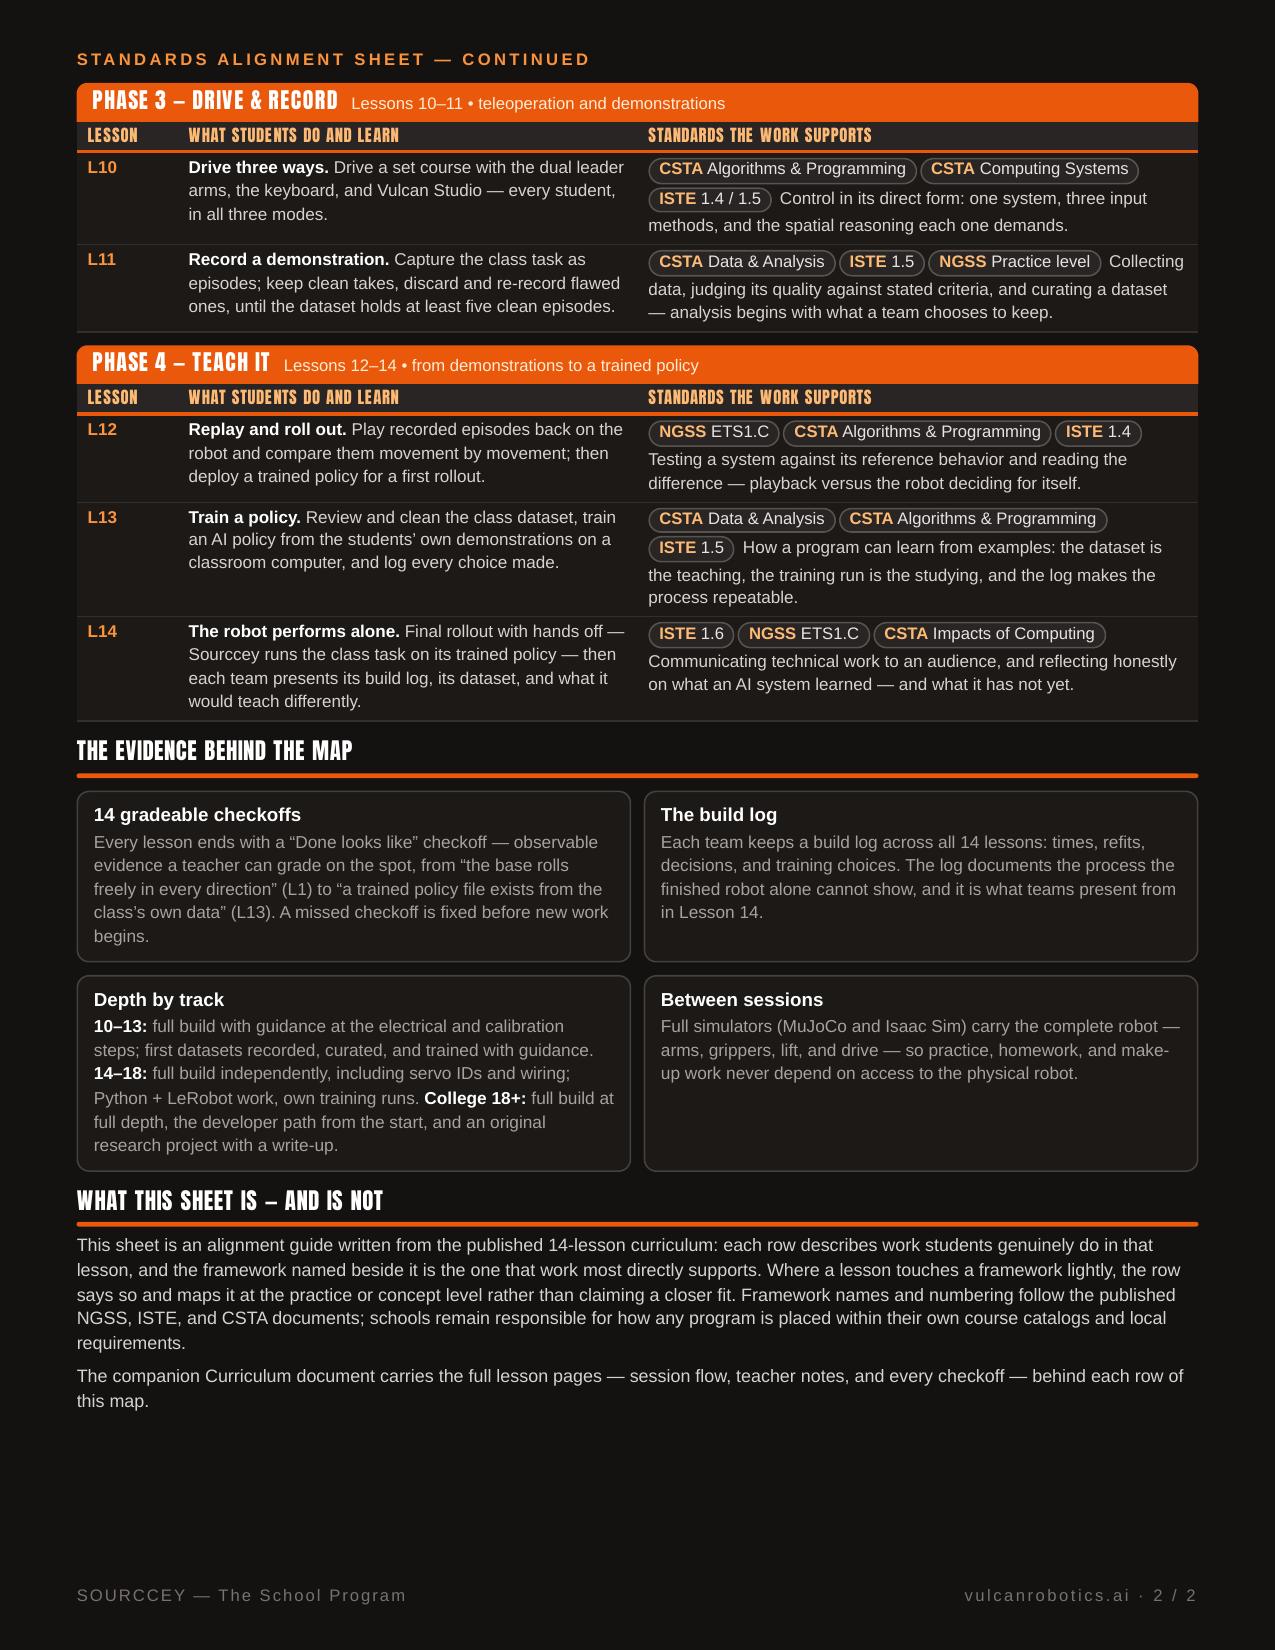 STANDARDS ALIGNMENT SHEET — CONTINUED
PHASE 3 – DRIVE & RECORD Lessons 10–11 • teleoperation and demonstrations
LESSON WHAT STUDENTS DO AND LEARN STANDARDS THE WORK SUPPORTS
L10
Drive three ways. Drive a set course with the dual leader
arms, the keyboard, and Vulcan Studio — every student,
in all three modes.
CSTA Algorithms & Programming CSTA Computing Systems
ISTE 1.4 / 1.5 Control in its direct form: one system, three input
methods, and the spatial reasoning each one demands.
L11
Record a demonstration. Capture the class task as
episodes; keep clean takes, discard and re-record flawed
ones, until the dataset holds at least five clean episodes.
CSTA Data & Analysis ISTE 1.5 NGSS Practice level Collecting
data, judging its quality against stated criteria, and curating a dataset
— analysis begins with what a team chooses to keep.
PHASE 4 – TEACH IT Lessons 12–14 • from demonstrations to a trained policy
LESSON WHAT STUDENTS DO AND LEARN STANDARDS THE WORK SUPPORTS
L12
Replay and roll out. Play recorded episodes back on the
robot and compare them movement by movement; then
deploy a trained policy for a first rollout.
NGSS ETS1.C CSTA Algorithms & Programming ISTE 1.4
Testing a system against its reference behavior and reading the
difference — playback versus the robot deciding for itself.
L13
Train a policy. Review and clean the class dataset, train
an AI policy from the students’ own demonstrations on a
classroom computer, and log every choice made.
CSTA Data & Analysis CSTA Algorithms & Programming
ISTE 1.5 How a program can learn from examples: the dataset is
the teaching, the training run is the studying, and the log makes the
process repeatable.
L14
The robot performs alone. Final rollout with hands off —
Sourccey runs the class task on its trained policy — then
each team presents its build log, its dataset, and what it
would teach differently.
ISTE 1.6 NGSS ETS1.C CSTA Impacts of Computing
Communicating technical work to an audience, and reflecting honestly
on what an AI system learned — and what it has not yet.
THE EVIDENCE BEHIND THE MAP
14 gradeable checkoffs
Every lesson ends with a “Done looks like” checkoff — observable
evidence a teacher can grade on the spot, from “the base rolls
freely in every direction” (L1) to “a trained policy file exists from the
class’s own data” (L13). A missed checkoff is fixed before new work
begins.
The build log
Each team keeps a build log across all 14 lessons: times, refits,
decisions, and training choices. The log documents the process the
finished robot alone cannot show, and it is what teams present from
in Lesson 14.
Depth by track
10–13: full build with guidance at the electrical and calibration
steps; first datasets recorded, curated, and trained with guidance.
14–18: full build independently, including servo IDs and wiring;
Python + LeRobot work, own training runs. College 18+: full build at
full depth, the developer path from the start, and an original
research project with a write-up.
Between sessions
Full simulators (MuJoCo and Isaac Sim) carry the complete robot —
arms, grippers, lift, and drive — so practice, homework, and make-
up work never depend on access to the physical robot.
WHAT THIS SHEET IS – AND IS NOT
This sheet is an alignment guide written from the published 14-lesson curriculum: each row describes work students genuinely do in that
lesson, and the framework named beside it is the one that work most directly supports. Where a lesson touches a framework lightly, the row
says so and maps it at the practice or concept level rather than claiming a closer fit. Framework names and numbering follow the published
NGSS, ISTE, and CSTA documents; schools remain responsible for how any program is placed within their own course catalogs and local
requirements.
The companion Curriculum document carries the full lesson pages — session flow, teacher notes, and every checkoff — behind each row of
this map.
SOURCCEY — The School Program
vulcanrobotics.ai · 2 / 2